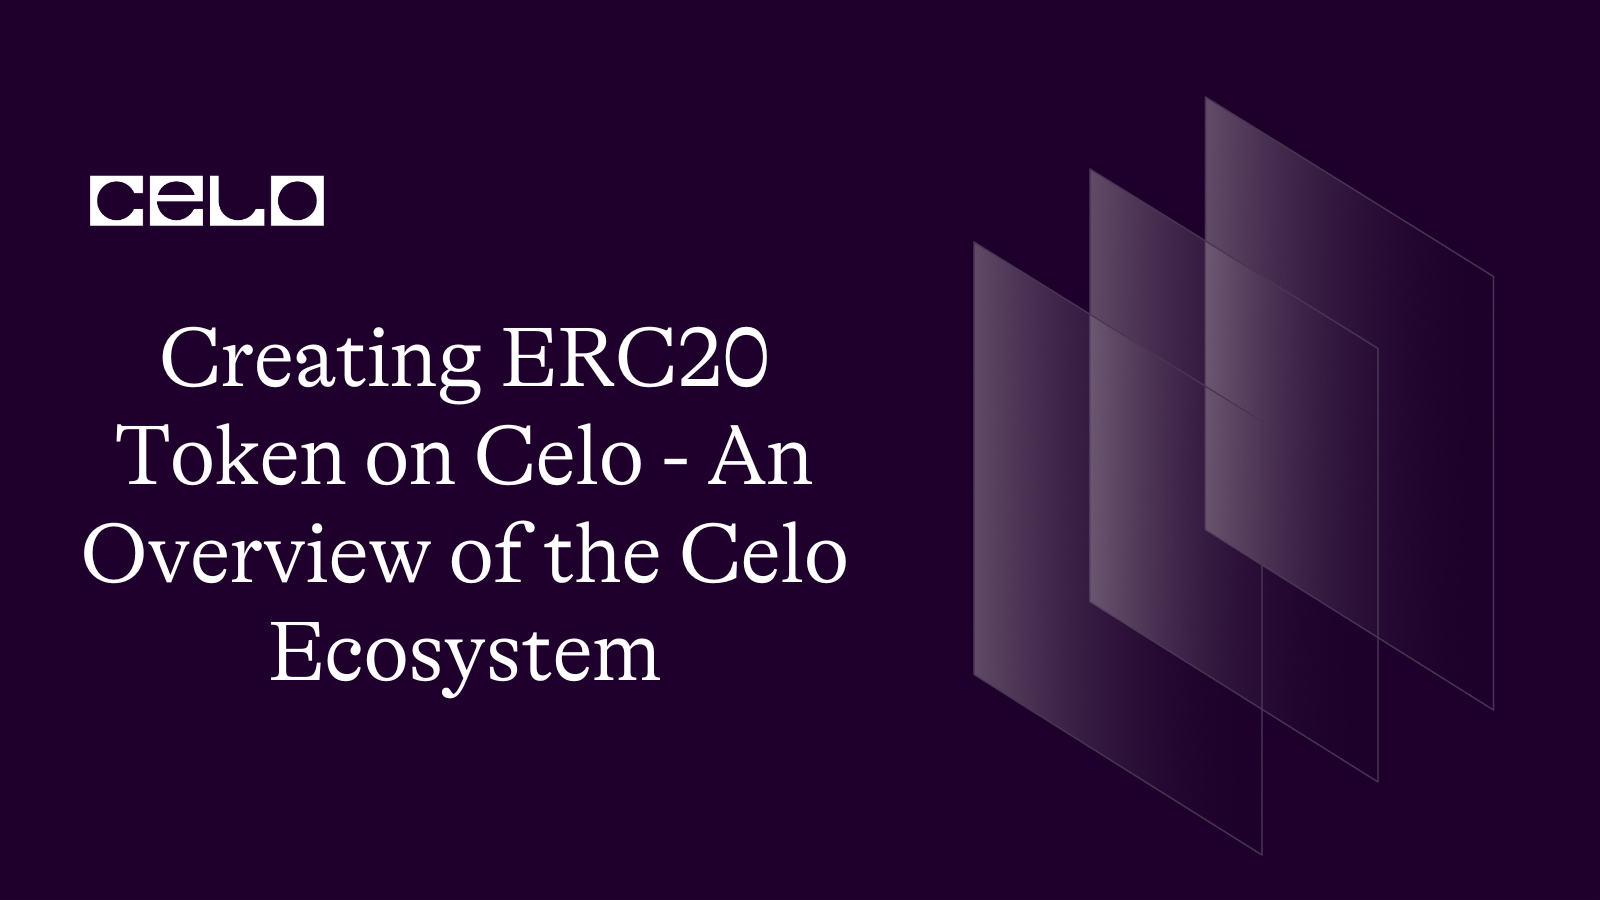 CELO
Creating ERC20
Token on Celo - An
Overview of the Celo
Ecosystem